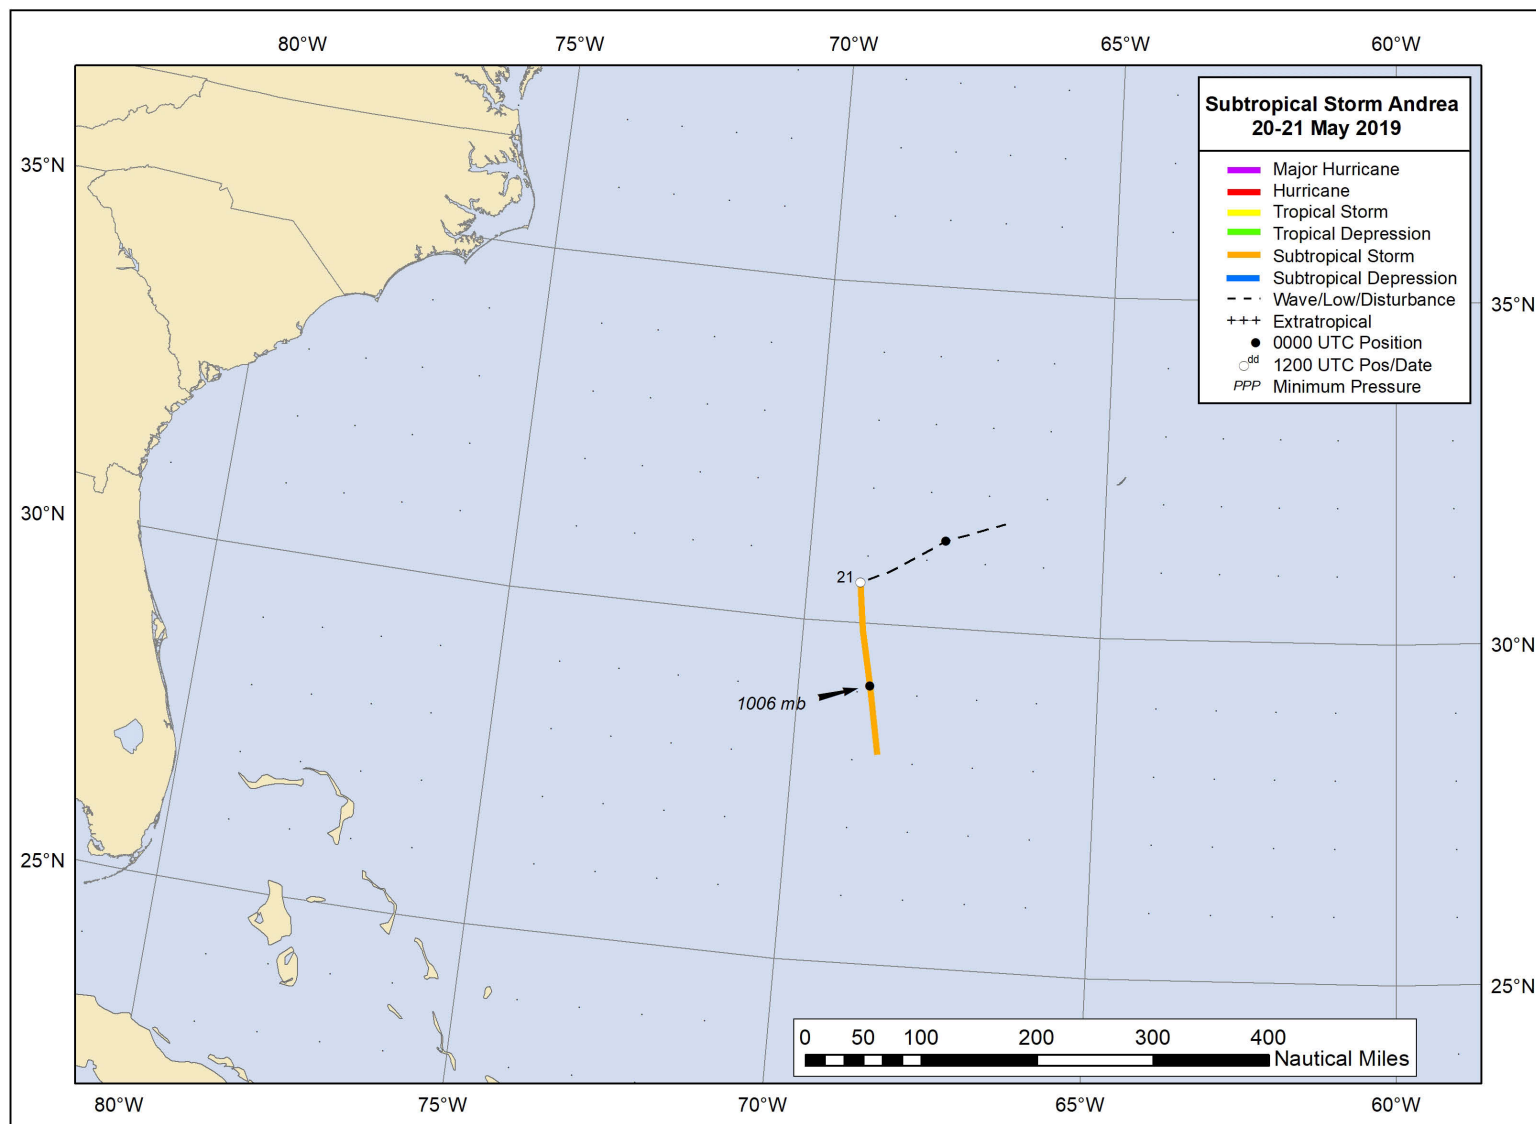 80°W 75°W 70°W 65°W 60°W
Subtropical Storm Andrea
20-21 May 2019
Major Hurricane
Hurricane
Tropical Storm
Tropical Depression
Subtropical Storm
Subtropical Depression
Wave/Low/Disturbance
+++ Extratropical
0000 UTC Position
dd 1200 UTC Pos/Date
PPP Minimum Pressure
35°N
35°N
30°N
21
30°N
1006 mb
25°N
25°N
0 50 100 200 300 400
Nautical Miles
80°W 75°W 70°W 65°W 60°W